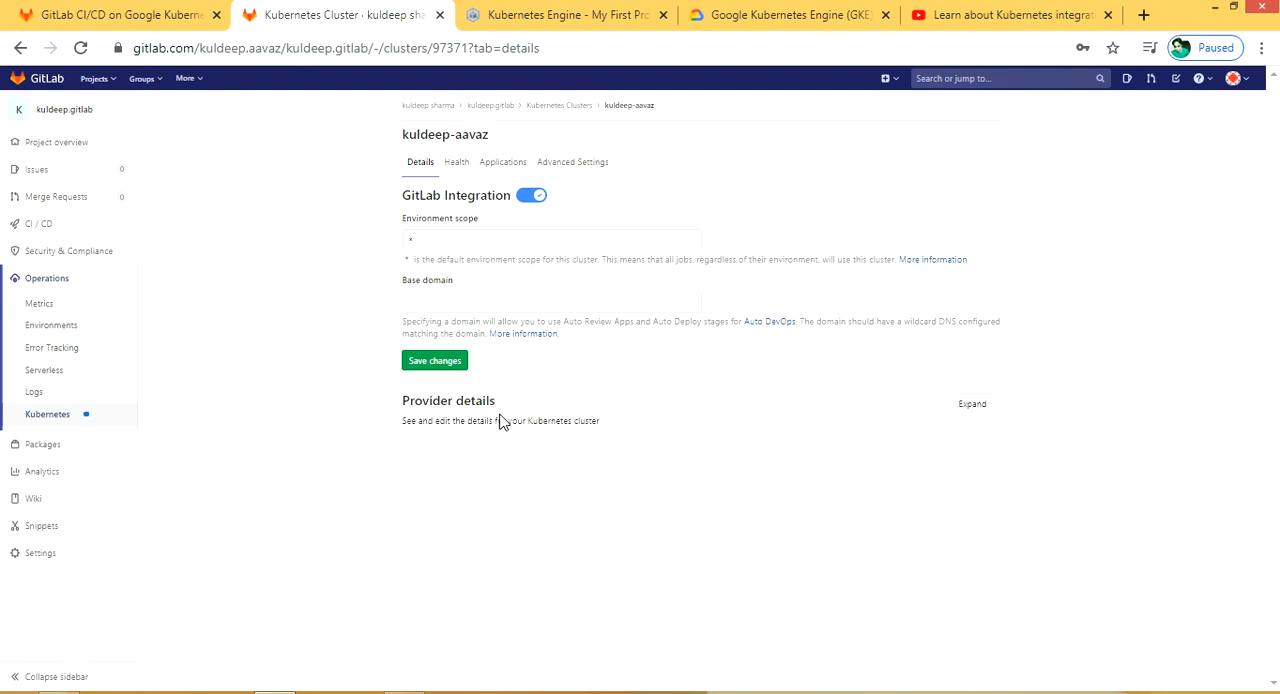 GitLab CI/CD on Google Kuberne
Kubernetes Cluster · kuldeep sha
Kubernetes Engine - My First Pro
Google Kubernetes Engine (GKE)
Learn about Kubernetes integrat
gitlab.com/kuldeep.aavaz/kuldeep.gitlab/-/clusters/97371?tab=details
Paused
GitLab Projects Groups More Search or jump to...
K kuldeep.gitlab
kuldeep sharma › kuldeep.gitlab › Kubernetes Clusters › kuldeep-aavaz
Project overview
Issues 0
Merge Requests 0
CI / CD
Security & Compliance
Operations
Metrics
Environments
Error Tracking
Serverless
Logs
Kubernetes
Packages
Analytics
Wiki
Snippets
Settings
Collapse sidebar
kuldeep-aavaz
Details Health Applications Advanced Settings
GitLab Integration
Environment scope
*
* is the default environment scope for this cluster. This means that all jobs, regardless of their environment, will use this cluster. More information
Base domain
Specifying a domain will allow you to use Auto Review Apps and Auto Deploy stages for Auto DevOps. The domain should have a wildcard DNS configured
matching the domain. More information.
Save changes
Provider details
Expand
See and edit the details for your Kubernetes cluster